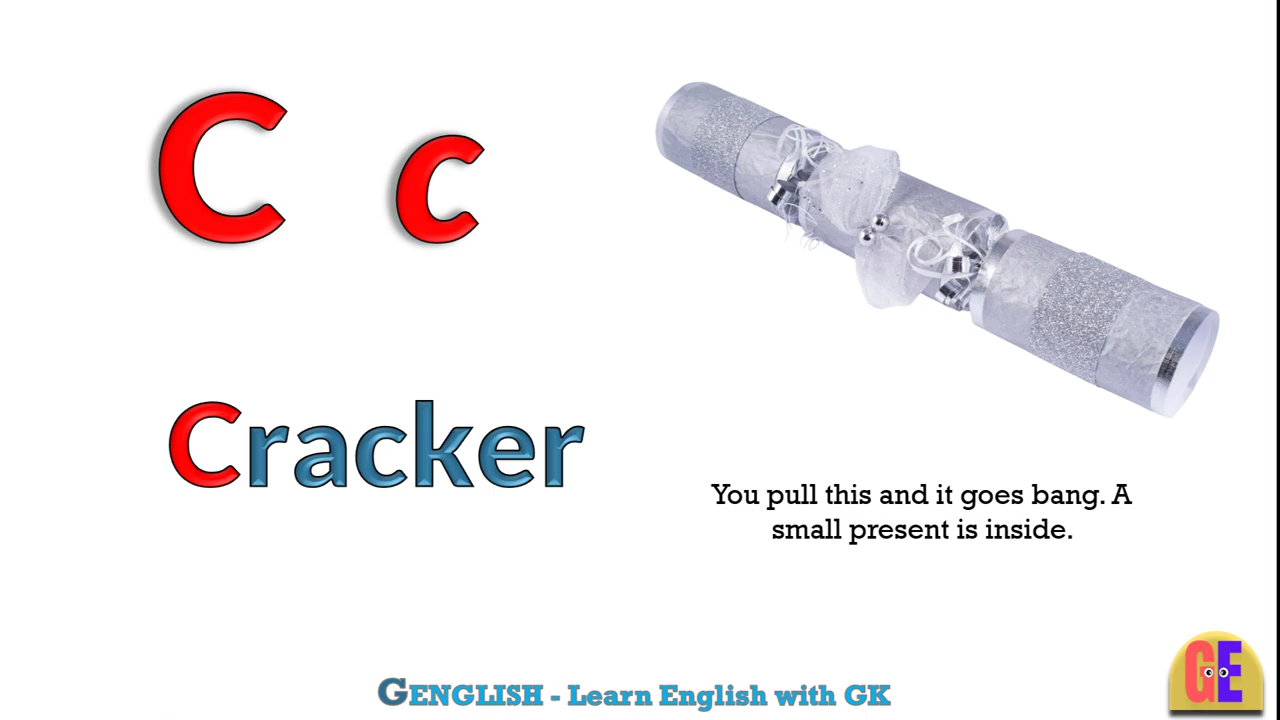 C c
Cracker
You pull this and it goes bang. A
small present is inside.
GENGLISH - Learn English with GK
GE